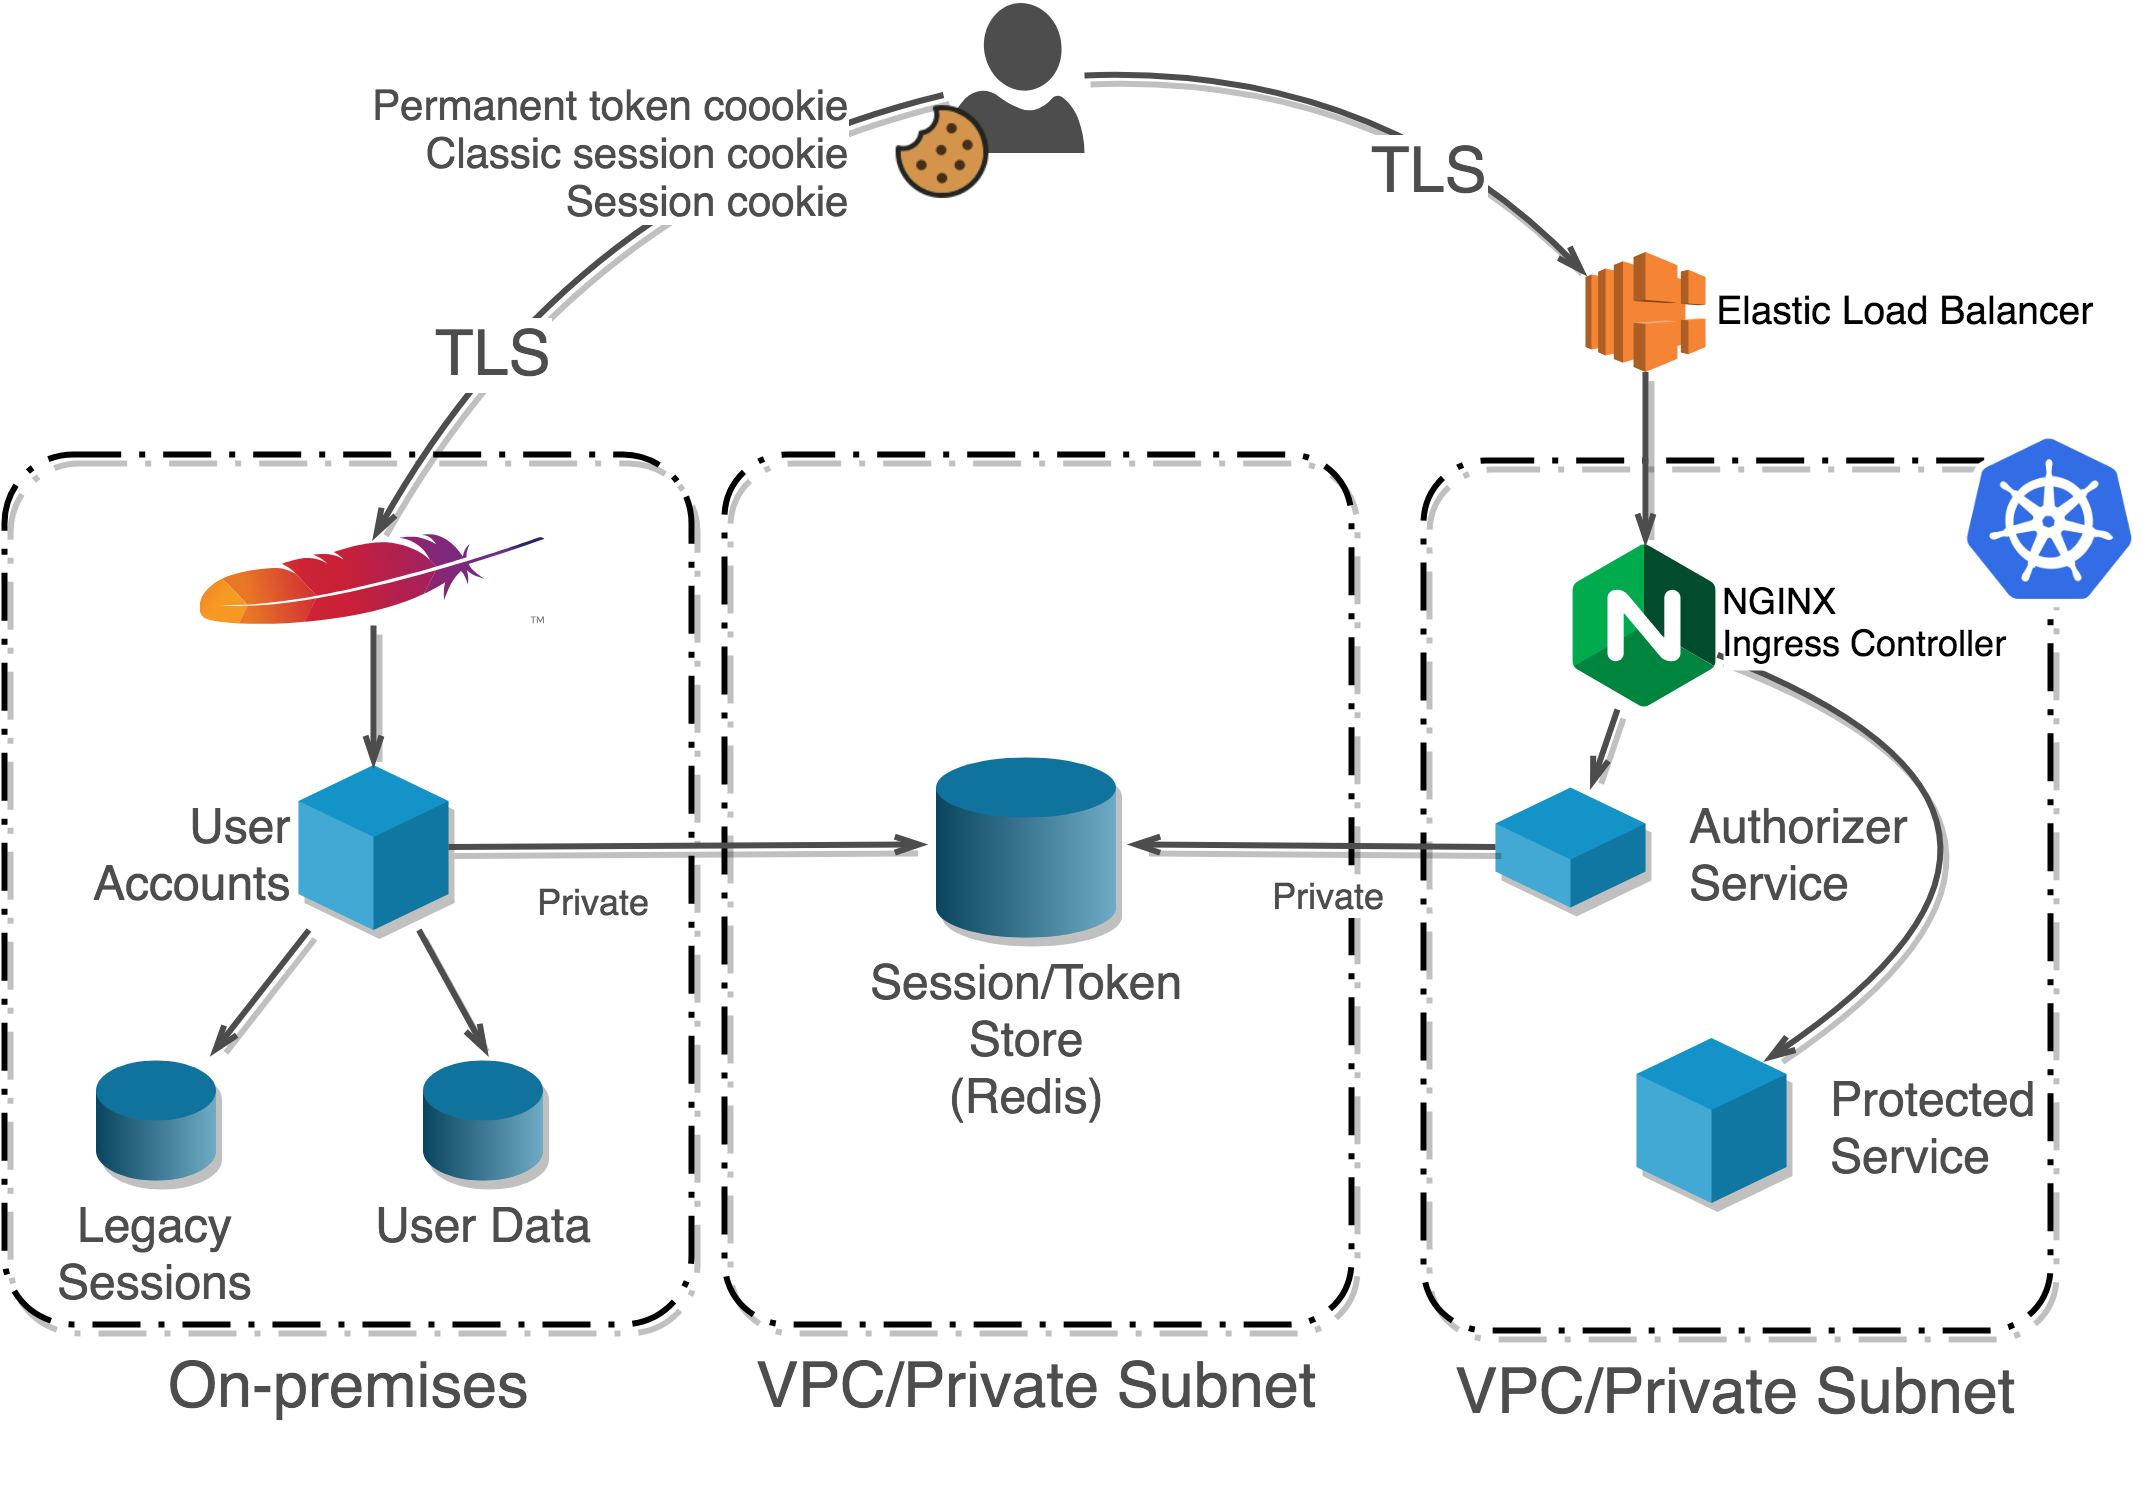 Permanent token coookie
Classic session cookie
Session cookie
TLS
TLS
Elastic Load Balancer
NGINX
Ingress Controller
TM
User
Accounts
Private
Private
Authorizer
Service
Session/Token
Store
(Redis)
Protected
Service
Legacy
Sessions
User Data
On-premises
VPC/Private Subnet
VPC/Private Subnet